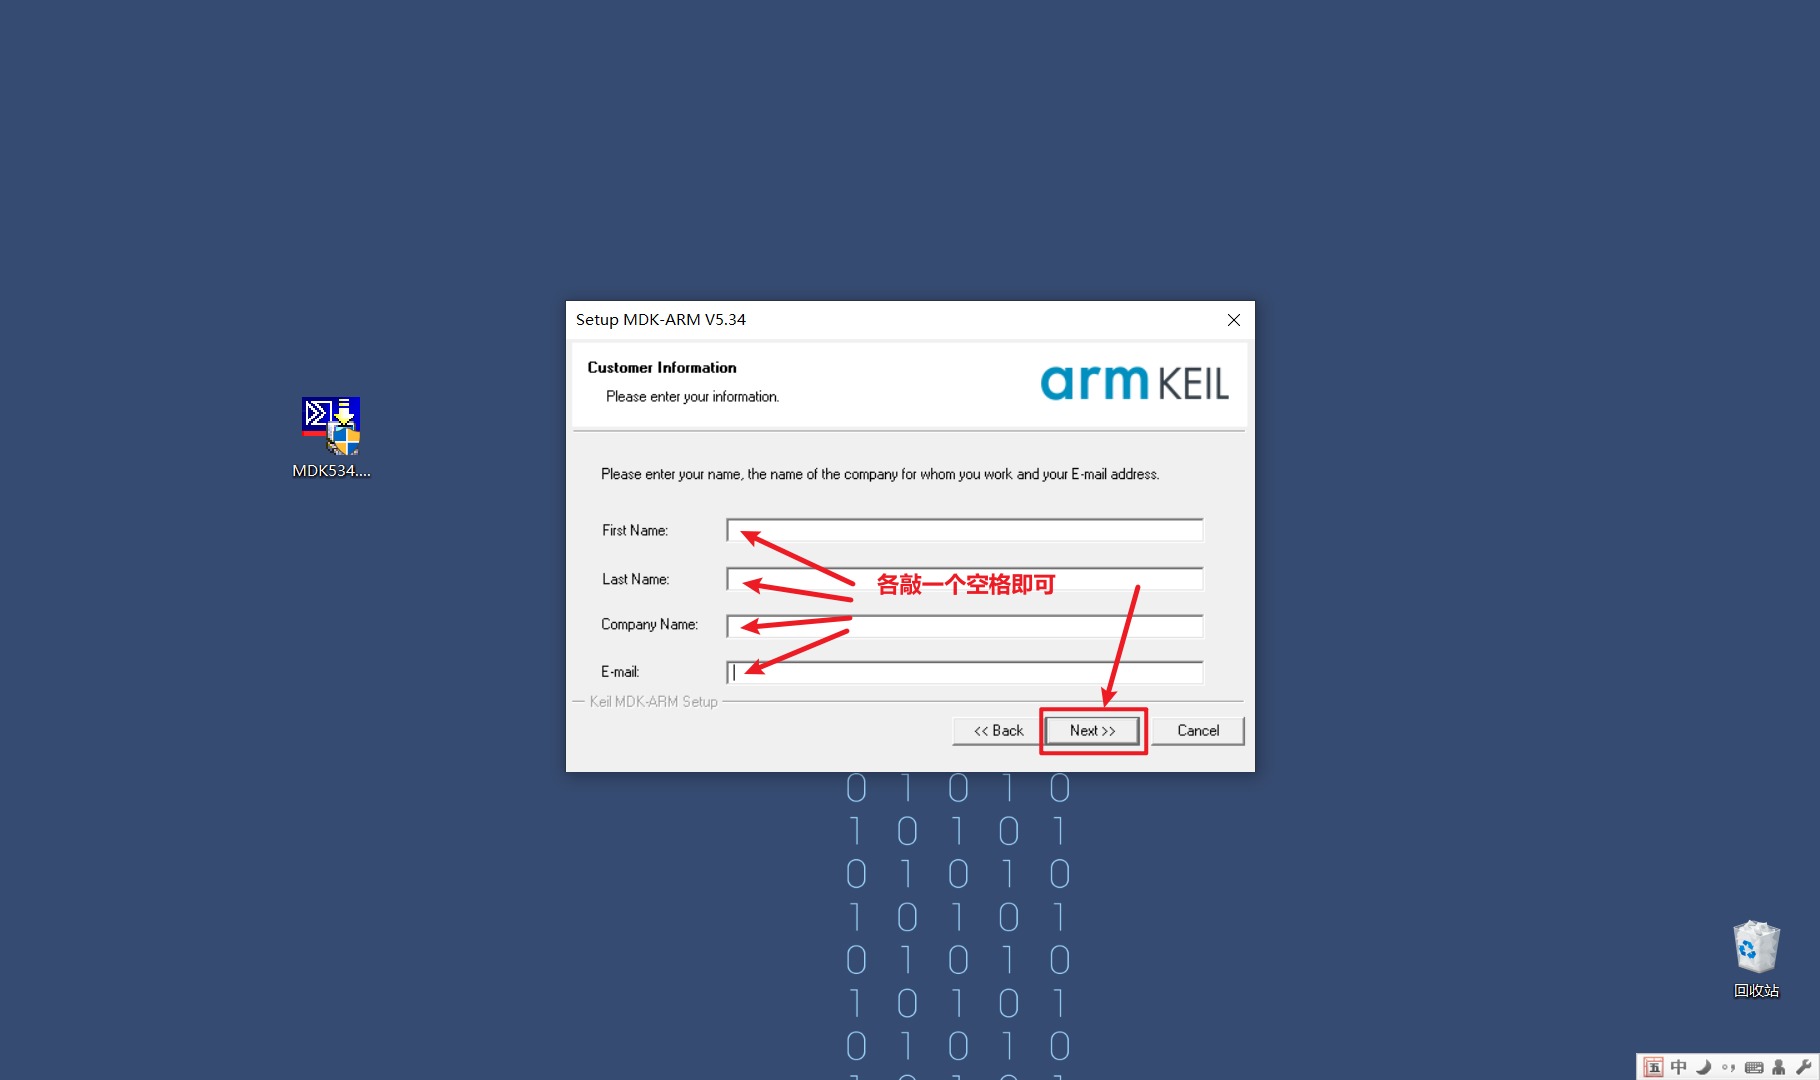 Setup MDK-ARM V5.34
Customer Information
Please enter your information.
arm KEIL
MDK534....
Please enter your name, the name of the company for whom you work and your E-mail address.
First Name:
Last Name:
各敲一个空格即可
Company Name:
E-mail:
Keil MDK-ARM Setup
<< Back
Next >>
Cancel
0 1 0 1 0
1 0 1 0 1
0 1 0 1 0
1 0 1 0 1
0 1 0 1 0
1 0 1 0 1
0 1 0 1 0
回收站
五 中